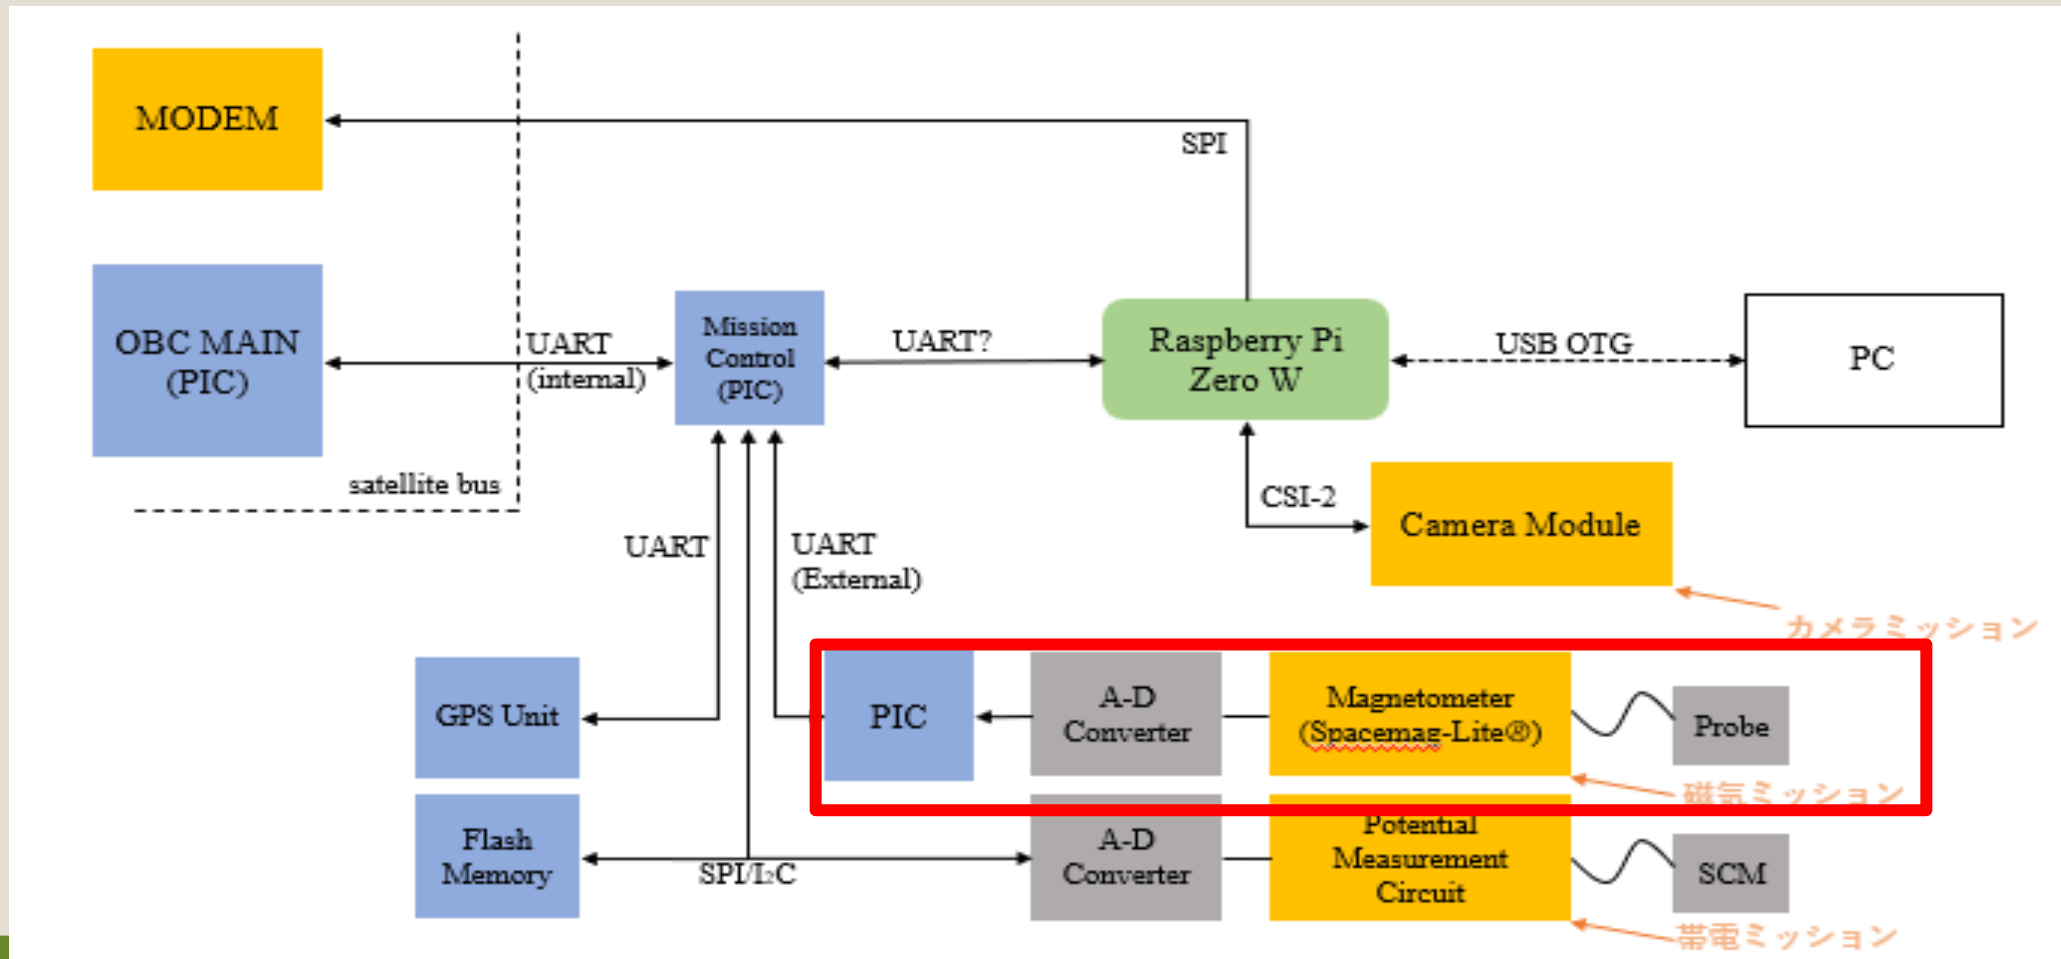 MODEM
SPI
OBC MAIN
(PIC)
UART
(internal)
Mission
Control
(PIC)
UART?
Raspberry Pi
Zero W
USB OTG
PC
satellite bus
CSI-2
Camera Module
UART
UART
(External)
カメラミッション
GPS Unit
PIC
A-D
Converter
Magnetometer
(Spacemag-Lite®)
Probe
磁気ミッション
Flash
Memory
SPI/I₂C
A-D
Converter
Potential
Measurement
Circuit
SCM
帯電ミッション